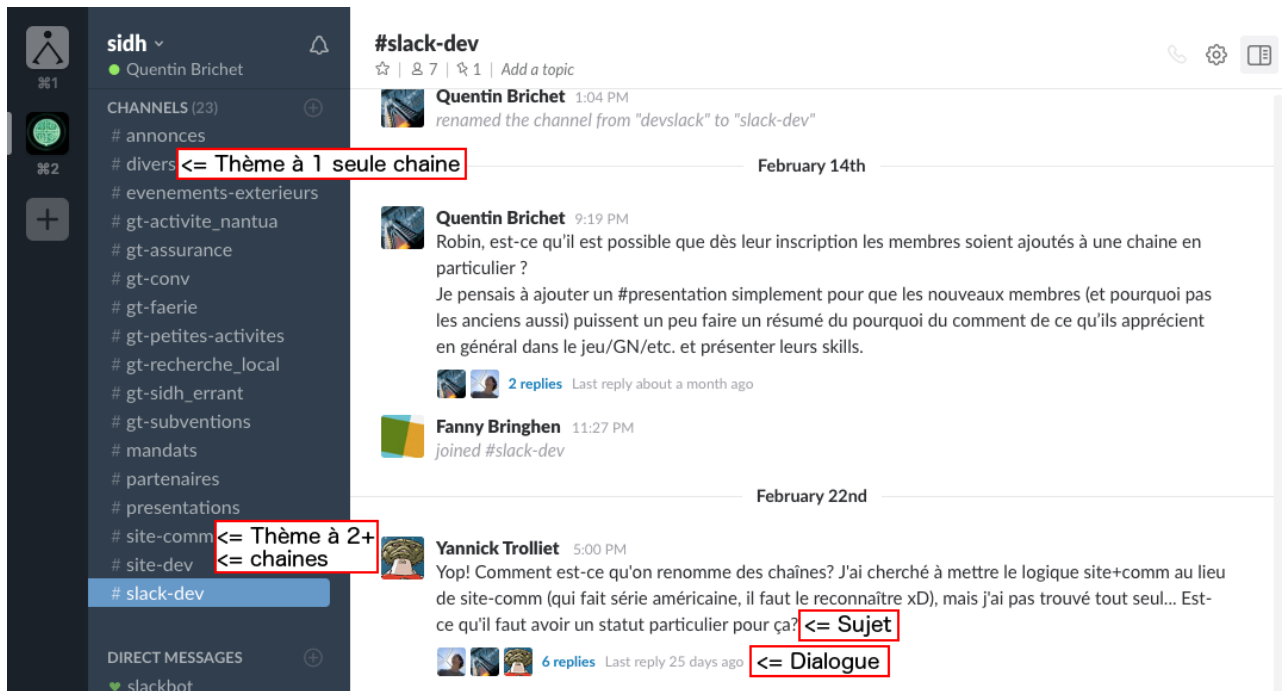 sidh
Quentin Brichet
⌘1
⌘2
CHANNELS (23)
# annonces
# divers <= Thème à 1 seule chaine
# evenements-exterieurs
# gt-activite_nantua
# gt-assurance
# gt-conv
# gt-faerie
# gt-petites-activites
# gt-recherche_local
# gt-sidh_errant
# gt-subventions
# mandats
# partenaires
# presentations
# site-comm <= Thème à 2+
# site-dev <= chaines
# slack-dev
DIRECT MESSAGES
slackbot
#slack-dev
7 | 1 | Add a topic
Quentin Brichet 1:04 PM
renamed the channel from "devslack" to "slack-dev"
February 14th
Quentin Brichet 9:19 PM
Robin, est-ce qu'il est possible que dès leur inscription les membres soient ajoutés à une chaine en
particulier ?
Je pensais à ajouter un #presentation simplement pour que les nouveaux membres (et pourquoi pas
les anciens aussi) puissent un peu faire un résumé du pourquoi du comment de ce qu'ils apprécient
en général dans le jeu/GN/etc. et présenter leurs skills.
2 replies Last reply about a month ago
Fanny Bringhen 11:27 PM
joined #slack-dev
February 22nd
Yannick Trolliet 5:00 PM
Yop! Comment est-ce qu'on renomme des chaînes? J'ai cherché à mettre le logique site+comm au lieu
de site-comm (qui fait série américaine, il faut le reconnaître xD), mais j'ai pas trouvé tout seul... Est-
ce qu'il faut avoir un statut particulier pour ça? <= Sujet
6 replies Last reply 25 days ago <= Dialogue